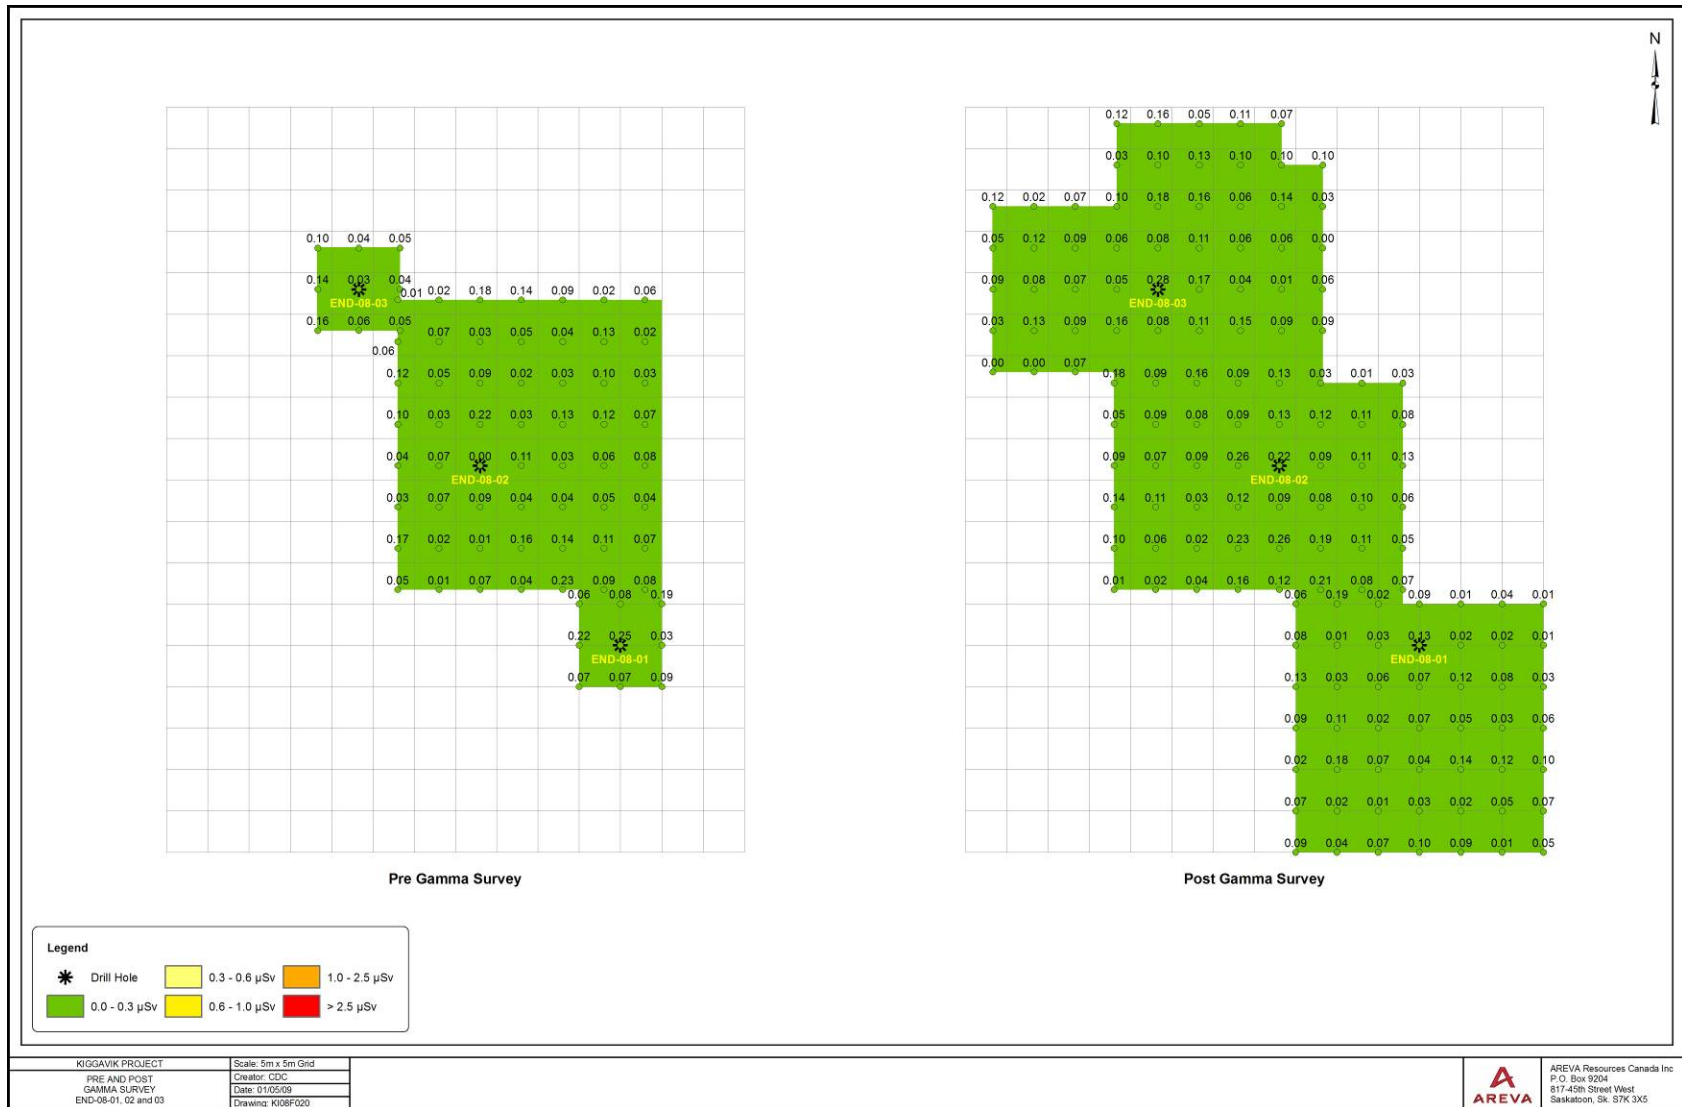 N
0.10 0.04 0.05
0.14 0.03 0.04
END-08-03
0.01 0.02 0.18 0.14 0.09 0.02 0.06
0.16 0.06 0.05
0.07 0.03 0.05 0.04 0.13 0.02
0.06
0.12 0.05 0.09 0.02 0.03 0.10 0.03
0.10 0.03 0.22 0.03 0.13 0.12 0.07
0.04 0.07 0.00 0.11 0.03 0.06 0.08
END-08-02
0.03 0.07 0.09 0.04 0.04 0.05 0.04
0.17 0.02 0.01 0.16 0.14 0.11 0.07
0.05 0.01 0.07 0.04 0.23 0.09 0.08
0.06 0.08 0.19
0.22 0.25 0.03
END-08-01
0.07 0.07 0.09
Pre Gamma Survey
0.12 0.16 0.05 0.11 0.07
0.03 0.10 0.13 0.10 0.10 0.10
0.12 0.02 0.07 0.10 0.18 0.16 0.06 0.14 0.03
0.05 0.12 0.09 0.06 0.08 0.11 0.06 0.06 0.00
0.09 0.08 0.07 0.05 0.28 0.17 0.04 0.01 0.06
END-08-03
0.03 0.13 0.09 0.16 0.08 0.11 0.15 0.09 0.09
0.00 0.00 0.07
0.18 0.09 0.16 0.09 0.13 0.03 0.01 0.03
0.05 0.09 0.08 0.09 0.13 0.12 0.11 0.08
0.09 0.07 0.09 0.26 0.22 0.09 0.11 0.13
END-08-02
0.14 0.11 0.03 0.12 0.09 0.08 0.10 0.06
0.10 0.06 0.02 0.23 0.26 0.19 0.11 0.05
0.01 0.02 0.04 0.16 0.12 0.21 0.08 0.07
0.06 0.19 0.02 0.09 0.01 0.04 0.01
0.08 0.01 0.03 0.13 0.02 0.02 0.01
END-08-01
0.13 0.03 0.06 0.07 0.12 0.08 0.03
0.09 0.11 0.02 0.07 0.05 0.03 0.06
0.02 0.18 0.07 0.04 0.14 0.12 0.10
0.07 0.02 0.01 0.03 0.02 0.05 0.07
0.09 0.04 0.07 0.10 0.09 0.01 0.05
Post Gamma Survey
Legend
Drill Hole
0.3 - 0.6 µSv
1.0 - 2.5 µSv
0.0 - 0.3 µSv
0.6 - 1.0 µSv
> 2.5 µSv
KIGGAVIK PROJECT
PRE AND POST
GAMMA SURVEY
END-08-01, 02 and 03
Scale: 5m x 5m Grid
Creator: CDC
Date: 01/05/09
Drawing: KI08F020
AREVA
AREVA Resources Canada Inc
P.O. Box 9204
817-45th Street West
Saskatoon, Sk. S7K 3X5